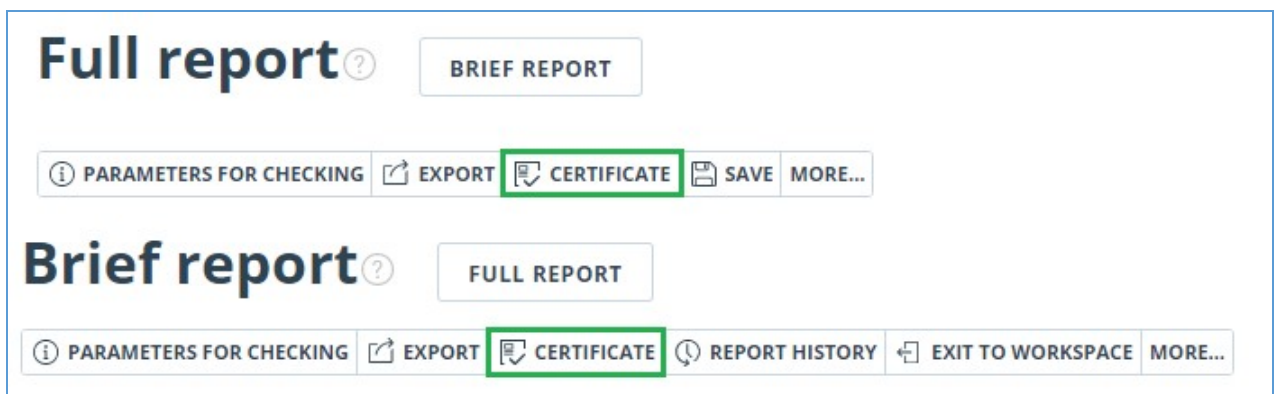 Full report? BRIEF REPORT
PARAMETERS FOR CHECKING EXPORT CERTIFICATE SAVE MORE...
Brief report? FULL REPORT
PARAMETERS FOR CHECKING EXPORT CERTIFICATE REPORT HISTORY EXIT TO WORKSPACE MORE...